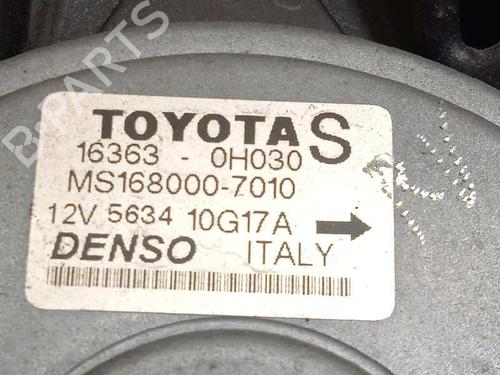 B-PARTS
TOYOTA S
16363 - 0H030
MS168000-7010
12V 5634 10G17A →
DENSO ITALY